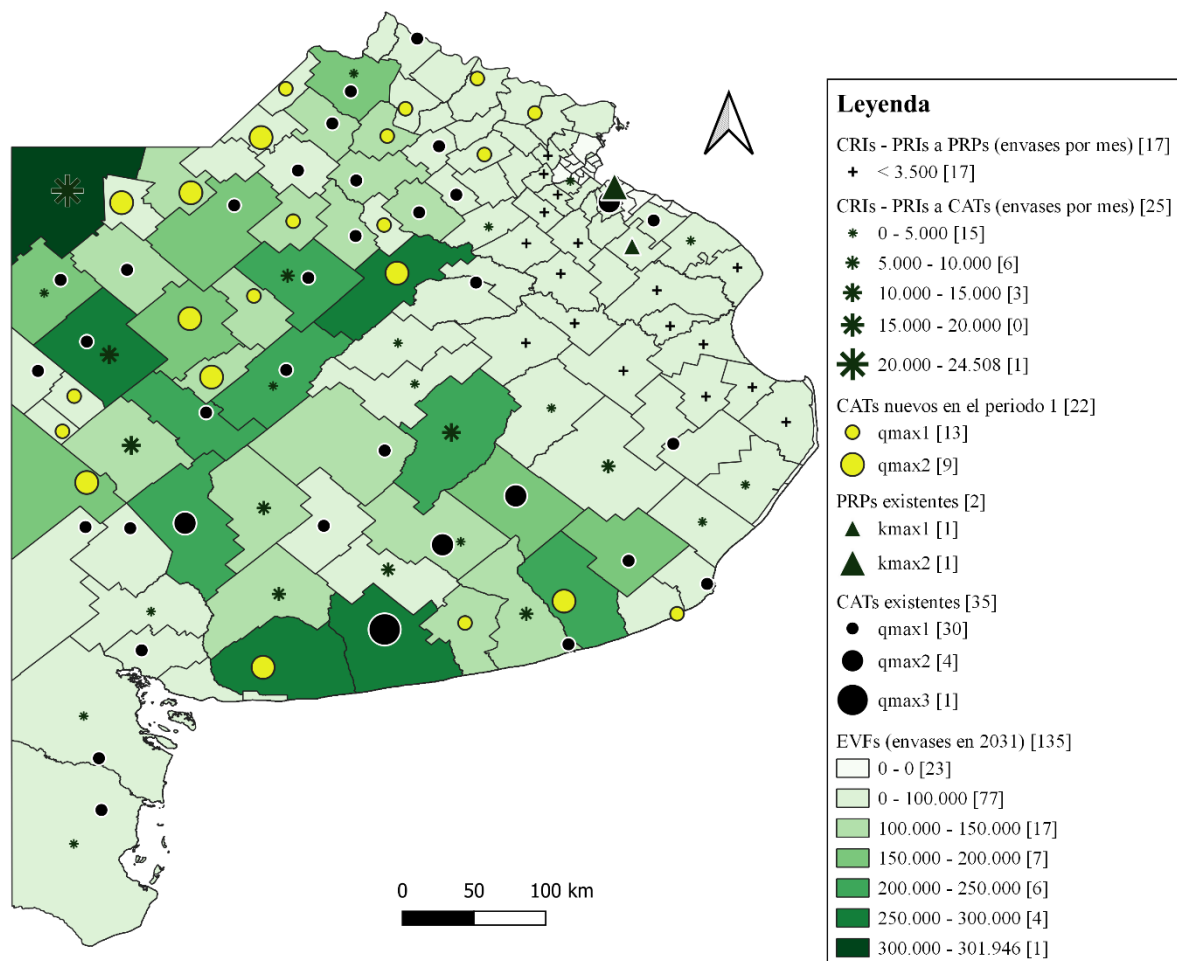 Leyenda
CRIs - PRIs a PRPs (envases por mes) [17]
< 3.500 [17]
CRIs - PRIs a CATs (envases por mes) [25]
0 - 5.000 [15]
5.000 - 10.000 [6]
10.000 - 15.000 [3]
15.000 - 20.000 [0]
20.000 - 24.508 [1]
CATs nuevos en el periodo 1 [22]
qmax1 [13]
qmax2 [9]
PRPs existentes [2]
kmax1 [1]
kmax2 [1]
CATs existentes [35]
qmax1 [30]
qmax2 [4]
qmax3 [1]
EVFs (envases en 2031) [135]
0 - 0 [23]
0 - 100.000 [77]
100.000 - 150.000 [17]
150.000 - 200.000 [7]
200.000 - 250.000 [6]
250.000 - 300.000 [4]
300.000 - 301.946 [1]
0 50 100 km